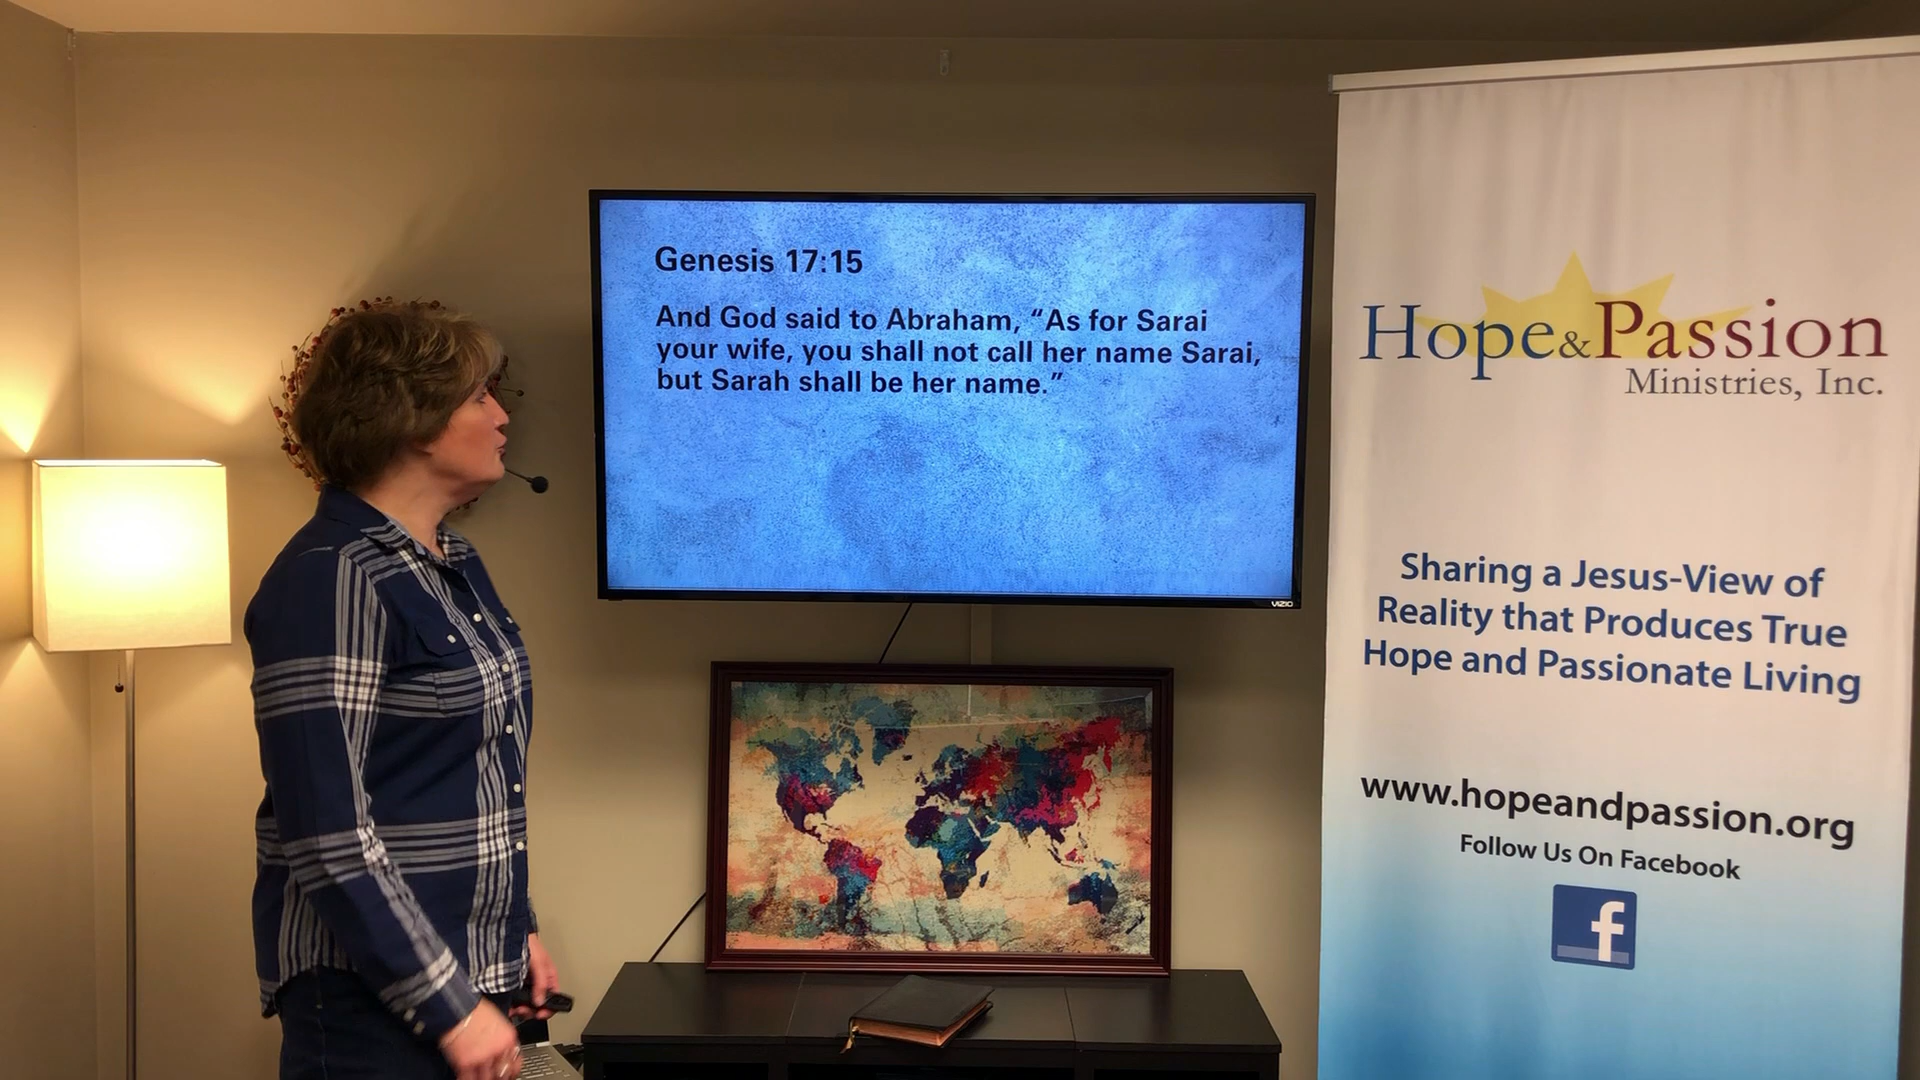 Genesis 17:15
And God said to Abraham, “As for Sarai
your wife, you shall not call her name Sarai,
but Sarah shall be her name.”
VIZIO
Hope&Passion
Ministries, Inc.
Sharing a Jesus-View of
Reality that Produces True
Hope and Passionate Living
www.hopeandpassion.org
Follow Us On Facebook
f